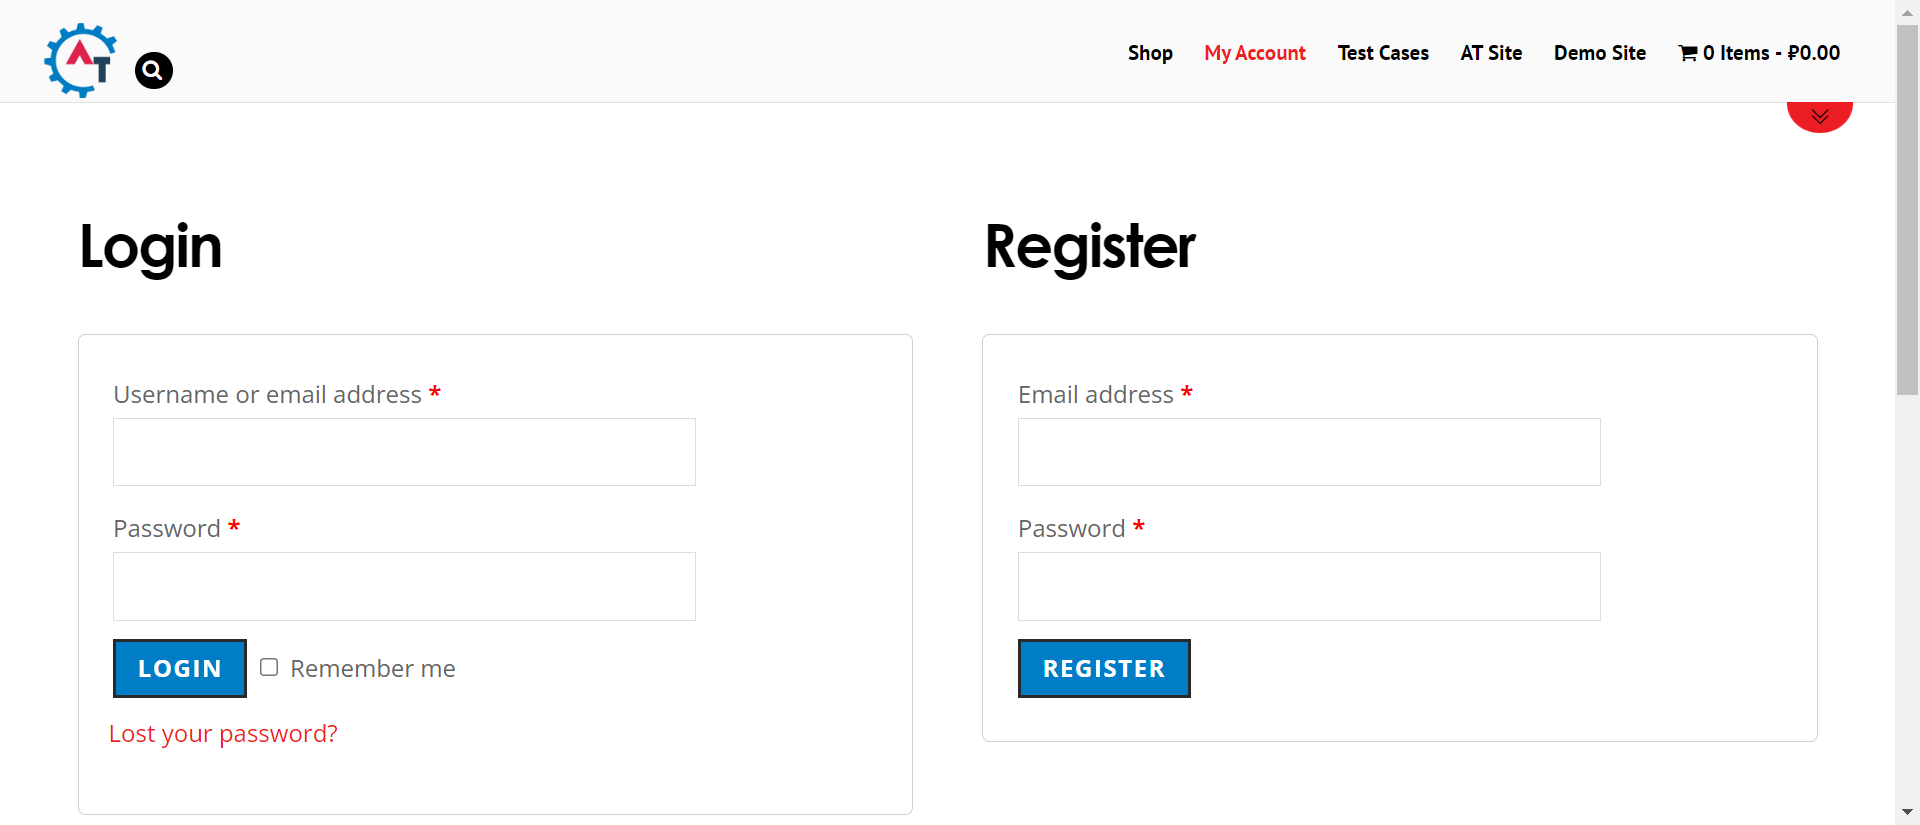 AT
Shop My Account Test Cases AT Site Demo Site 0 Items - ₽0.00
Login
Username or email address *
Password *
LOGIN Remember me
Lost your password?
Register
Email address *
Password *
REGISTER